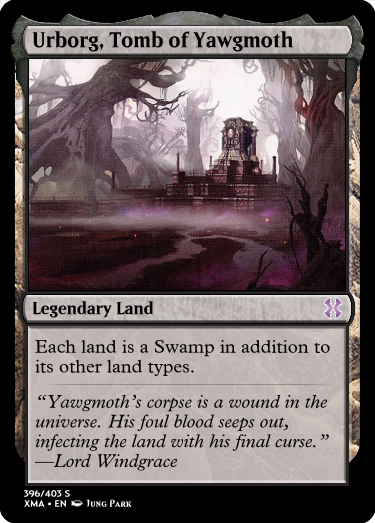 Urborg, Tomb of Yawgmoth
Legendary Land
Each land is a Swamp in addition to
its other land types.
“Yawgmoth’s corpse is a wound in the
universe. His foul blood seeps out,
infecting the land with his final curse.”
—Lord Windgrace
396/403 S
XMA • EN Jung Park